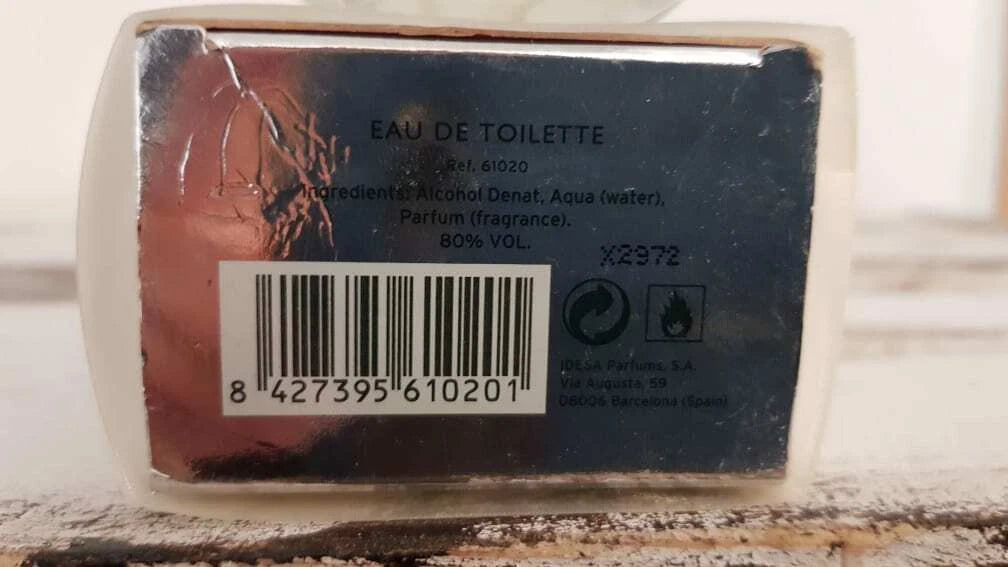 EAU DE TOILETTE
Ref. 61020
Ingredients: Alcohol Denat, Aqua (water),
Parfum (fragrance).
80% VOL.
X2972
8 427395 610201
IDESA Parfums, S.A.
Via Augusta, 59
08006 Barcelona (Spain)